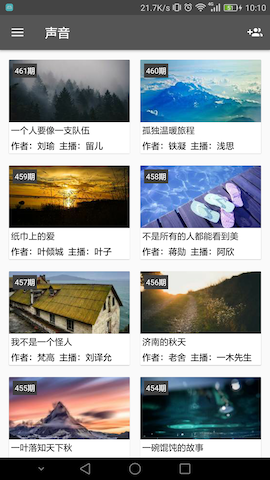 21.7K/s 4G 10:10
声音
461期
460期
一个人要像一支队伍
孤独温暖旅程
作者：刘瑜 主播：留儿
作者：铁凝 主播：浅思
459期
458期
纸巾上的爱
不是所有的人都能看到美
作者：叶倾城 主播：叶子
作者：蒋勋 主播：阿欣
457期
456期
我不是一个怪人
济南的秋天
作者：梵高 主播：刘译允
作者：老舍 主播：一木先生
455期
454期
一叶落知天下秋
一碗馄饨的故事